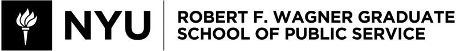 NYU
ROBERT F. WAGNER GRADUATE
SCHOOL OF PUBLIC SERVICE